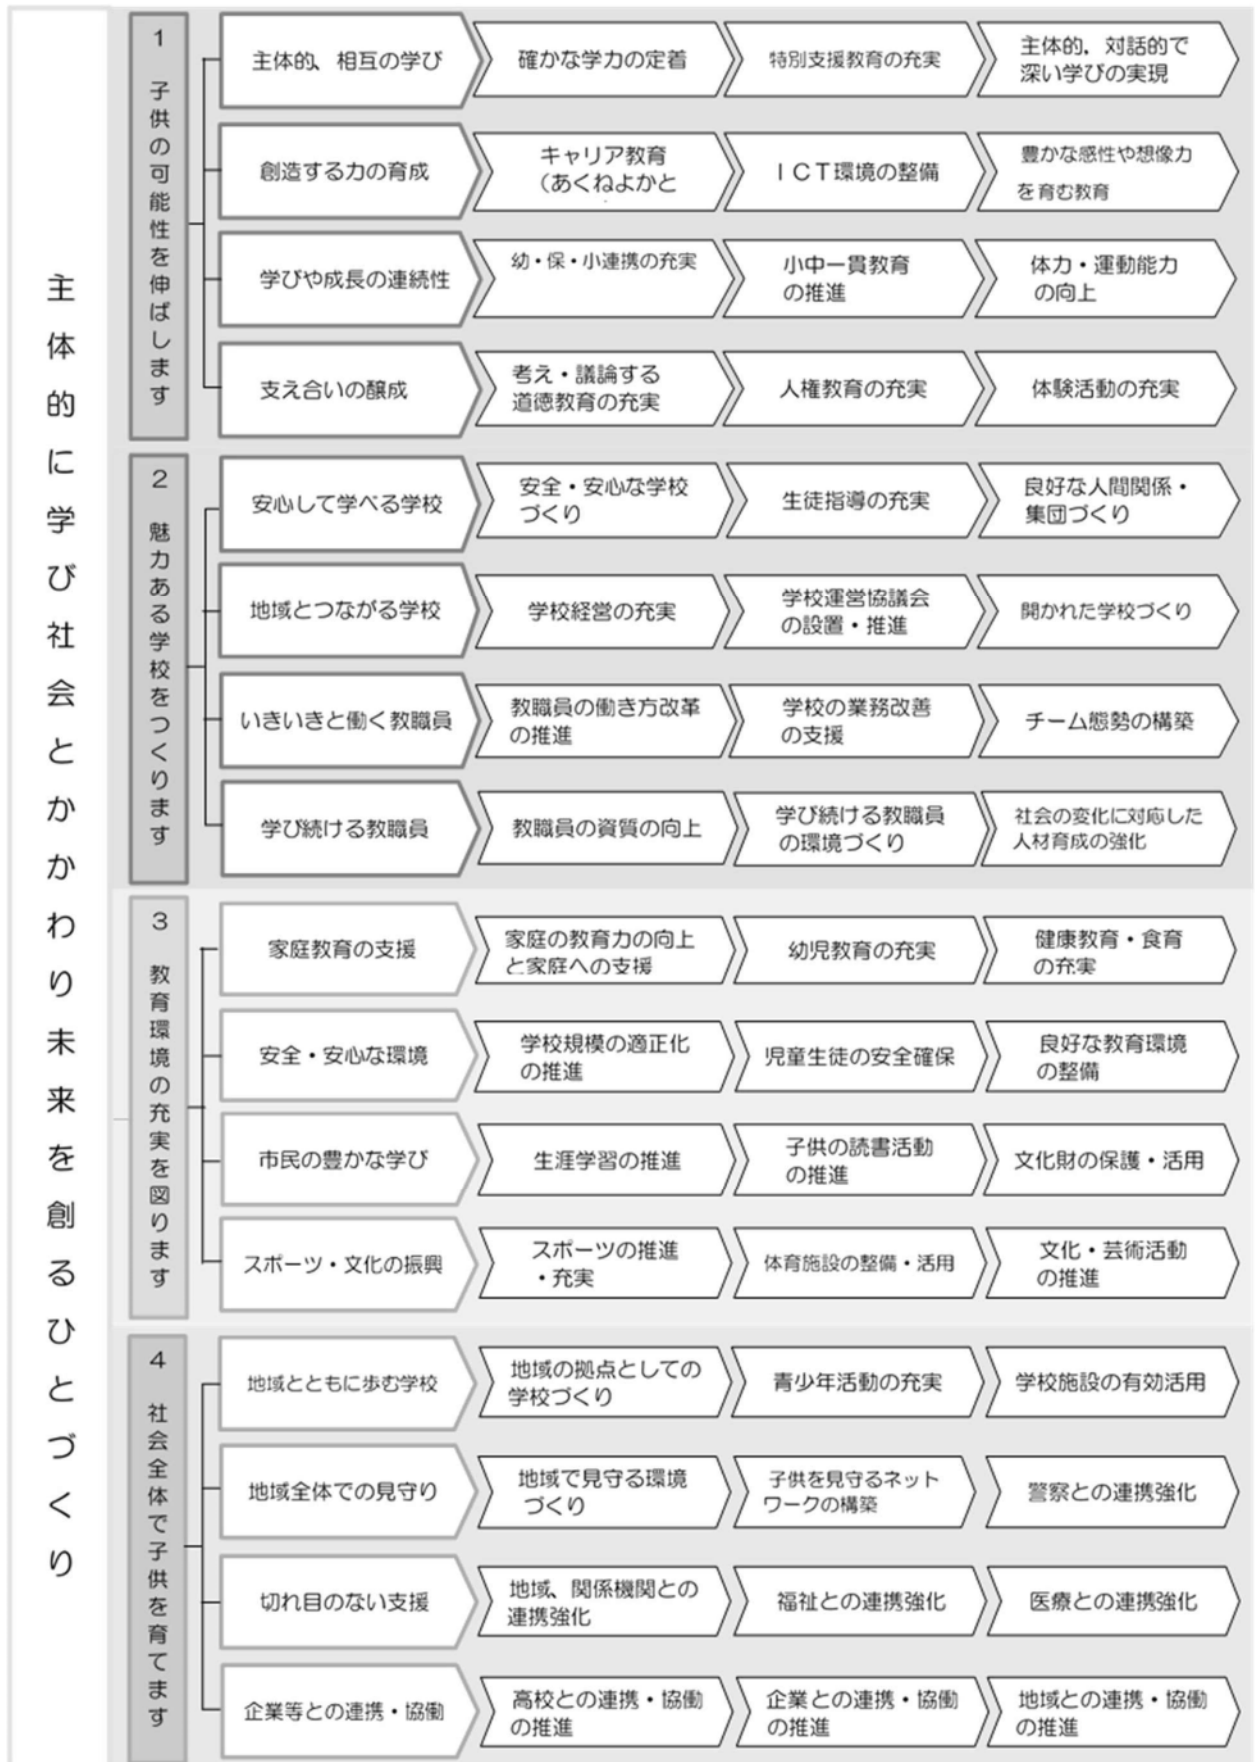 主体的に学び社会とかかわり未来を創るひとづくり
1 子供の可能性を伸ばします
主体的、相互の学び
確かな学力の定着
特別支援教育の充実
主体的、対話的で
深い学びの実現
創造する力の育成
キャリア教育
（あくねよかと
ＩＣＴ環境の整備
豊かな感性や想像力
を育む教育
学びや成長の連続性
幼・保・小連携の充実
小中一貫教育
の推進
体力・運動能力
の向上
支え合いの醸成
考え・議論する
道徳教育の充実
人権教育の充実
体験活動の充実
2 魅力ある学校をつくります
安心して学べる学校
安全・安心な学校
づくり
生徒指導の充実
良好な人間関係・
集団づくり
地域とつながる学校
学校経営の充実
学校運営協議会
の設置・推進
開かれた学校づくり
いきいきと働く教職員
教職員の働き方改革
の推進
学校の業務改善
の支援
チーム態勢の構築
学び続ける教職員
教職員の資質の向上
学び続ける教職員
の環境づくり
社会の変化に対応した
人材育成の強化
3 教育環境の充実を図ります
家庭教育の支援
家庭の教育力の向上
と家庭への支援
幼児教育の充実
健康教育・食育
の充実
安全・安心な環境
学校規模の適正化
の推進
児童生徒の安全確保
良好な教育環境
の整備
市民の豊かな学び
生涯学習の推進
子供の読書活動
の推進
文化財の保護・活用
スポーツ・文化の振興
スポーツの推進
・充実
体育施設の整備・活用
文化・芸術活動
の推進
4 社会全体で子供を育てます
地域とともに歩む学校
地域の拠点としての
学校づくり
青少年活動の充実
学校施設の有効活用
地域全体での見守り
地域で見守る環境
づくり
子供を見守るネット
ワークの構築
警察との連携強化
切れ目のない支援
地域、関係機関との
連携強化
福祉との連携強化
医療との連携強化
企業等との連携・協働
高校との連携・協働
の推進
企業との連携・協働
の推進
地域との連携・協働
の推進